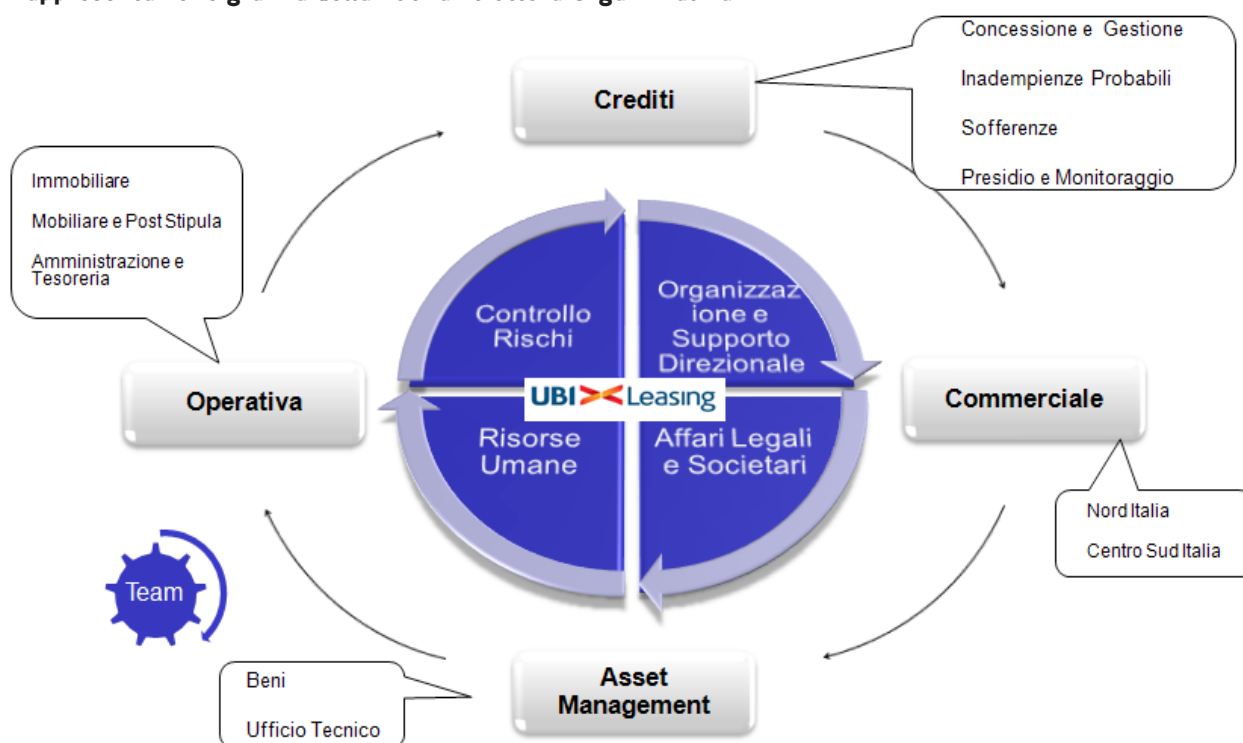 Crediti
Concessione e Gestione
Inadempienze Probabili
Sofferenze
Presidio e Monitoraggio
Immobiliare
Mobiliare e Post Stipula
Amministrazione e
Tesoreria
Operativa
Controllo
Rischi
Organizzaz
ione e
Supporto
Direzionale
UBI Leasing
Risorse
Umane
Affari Legali
e Societari
Commerciale
Nord Italia
Centro Sud Italia
Team
Asset
Management
Beni
Ufficio Tecnico